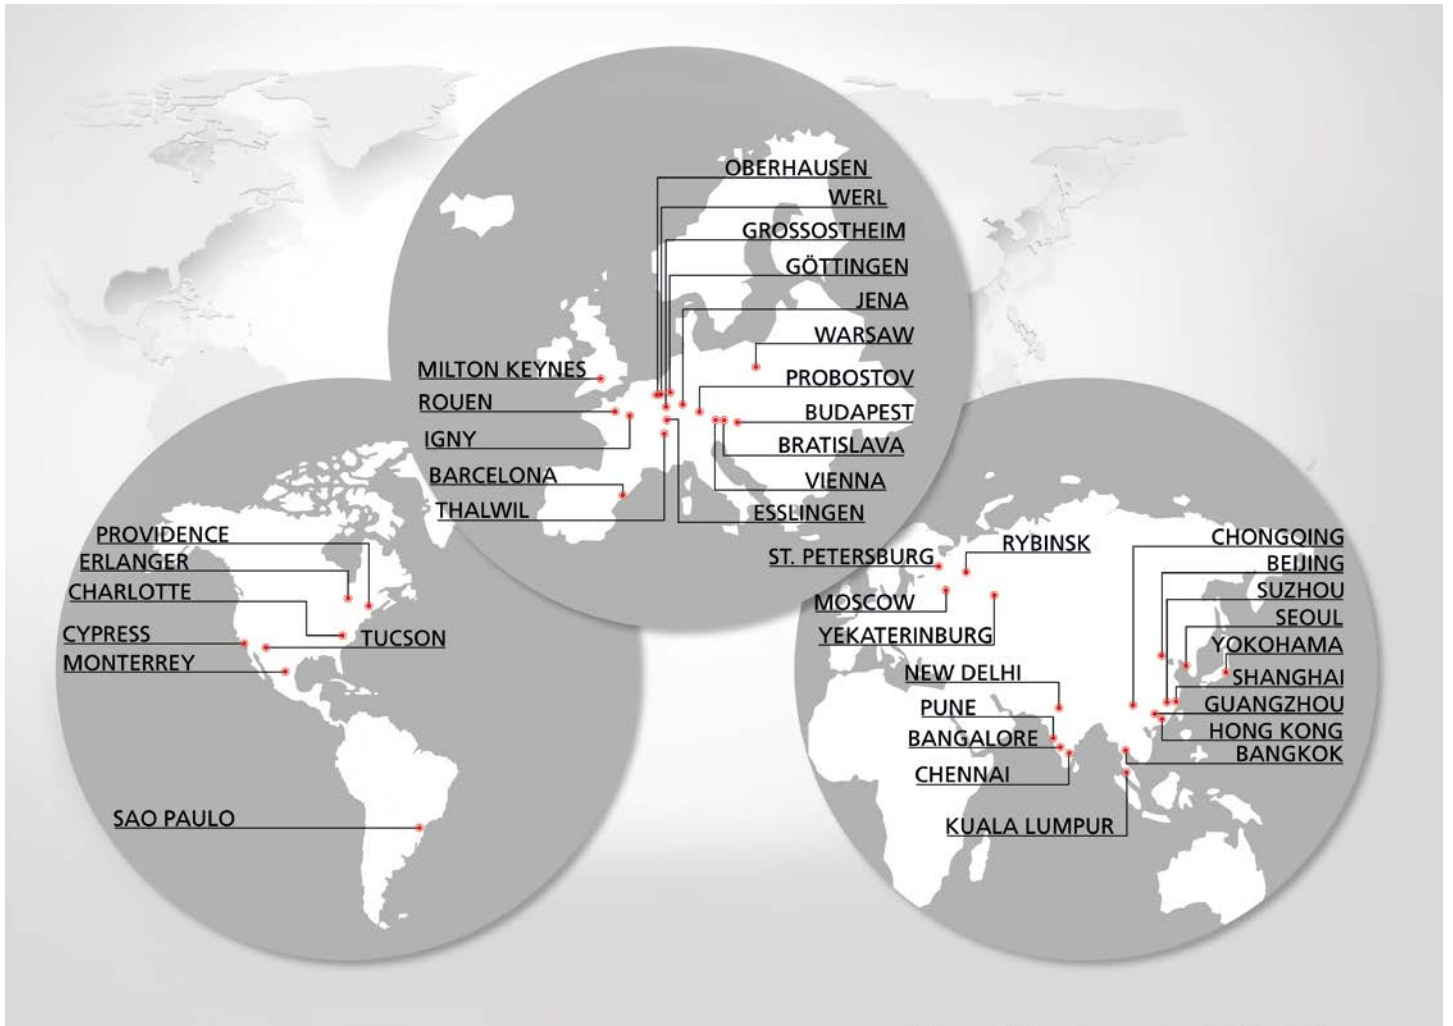 OBERHAUSEN
WERL
GROSSOSTHEIM
GÖTTINGEN
JENA
WARSAW
MILTON KEYNES
PROBOSTOV
ROUEN
BUDAPEST
IGNY
BRATISLAVA
BARCELONA
VIENNA
THALWIL
ESSLINGEN
PROVIDENCE
ERLANGER
CHARLOTTE
CYPRESS
TUCSON
MONTERREY
SAO PAULO
ST. PETERSBURG
RYBINSK
MOSCOW
YEKATERINBURG
NEW DELHI
PUNE
BANGALORE
CHENNAI
KUALA LUMPUR
CHONGQING
BEIJING
SUZHOU
SEOUL
YOKOHAMA
SHANGHAI
GUANGZHOU
HONG KONG
BANGKOK